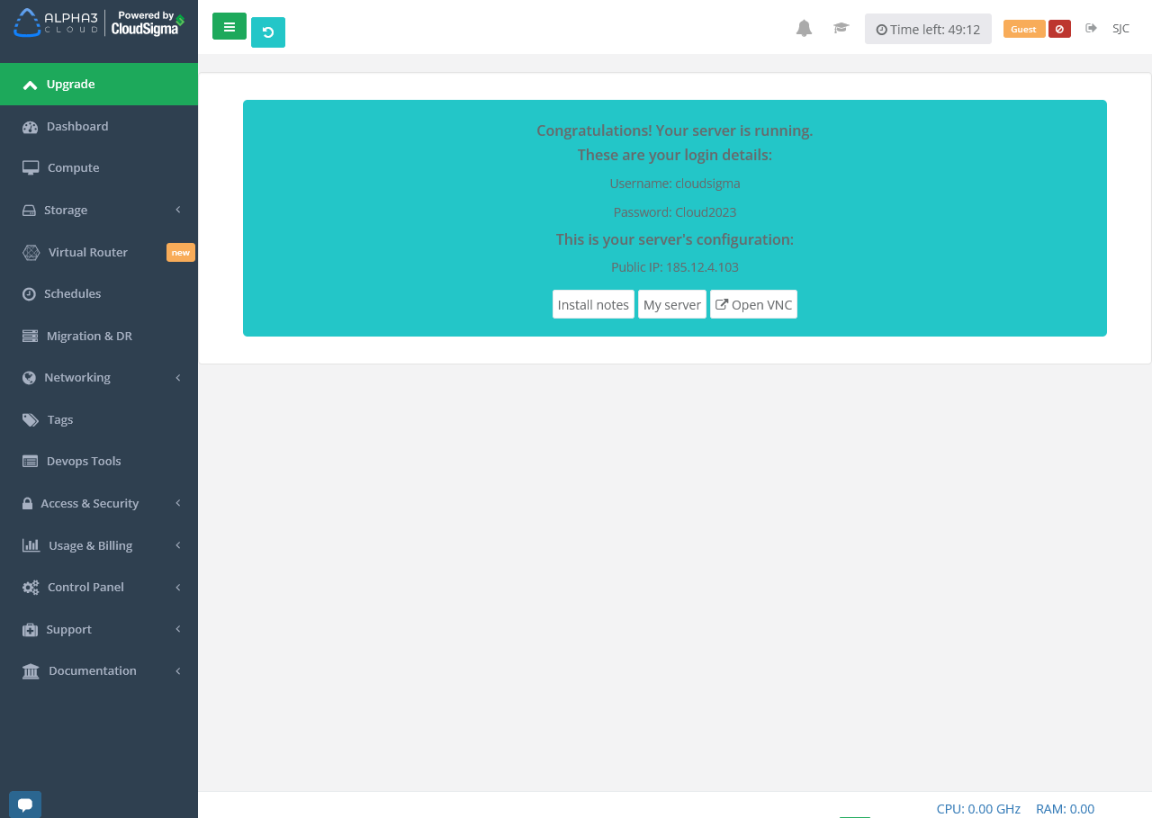 ALPHA3 CLOUD
Powered by
CloudSigma
Time left: 49:12
Guest
SJC
Upgrade
Dashboard
Compute
Storage
Virtual Router
new
Schedules
Migration & DR
Networking
Tags
Devops Tools
Access & Security
Usage & Billing
Control Panel
Support
Documentation
Congratulations! Your server is running.
These are your login details:
Username: cloudsigma
Password: Cloud2023
This is your server's configuration:
Public IP: 185.12.4.103
Install notes
My server
Open VNC
CPU: 0.00 GHz
RAM: 0.00